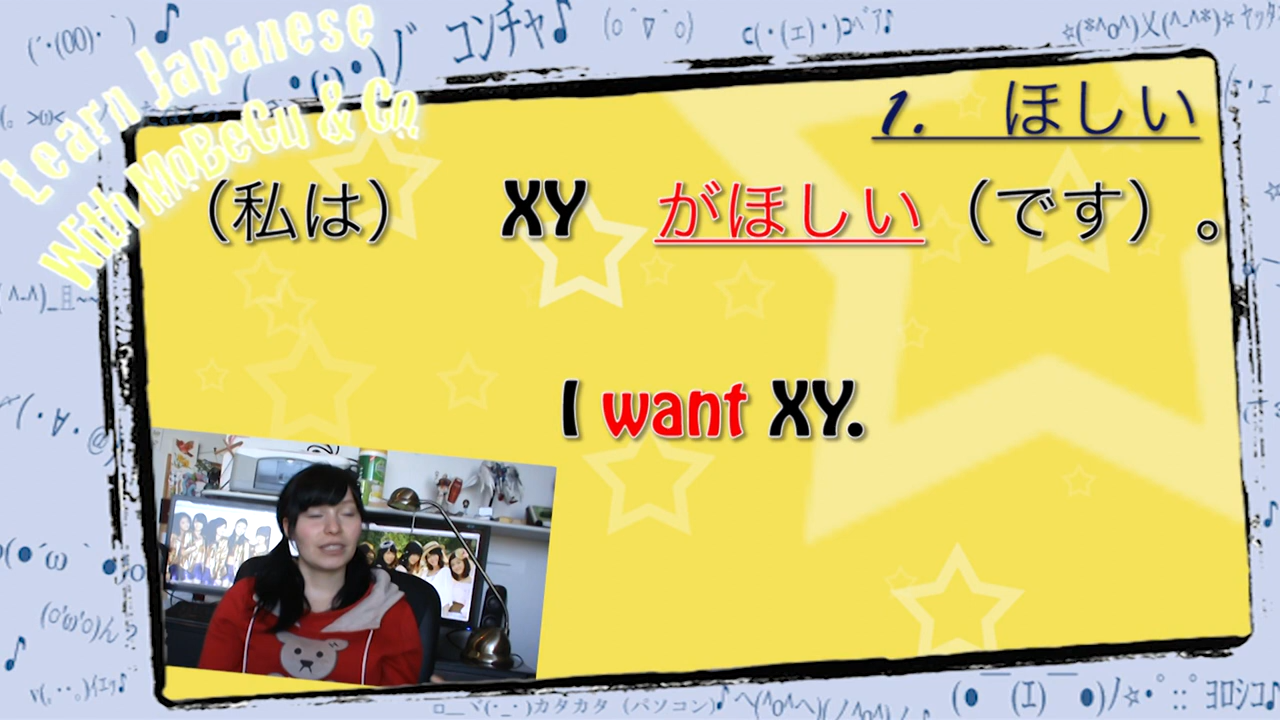 Learn Japanese
With MoBeCu & Co
コンチャ♪
1. ほしい
（私は） XY がほしい（です）。
I want XY.
カタカタ（パソコン）♪
ヨロシコ♪